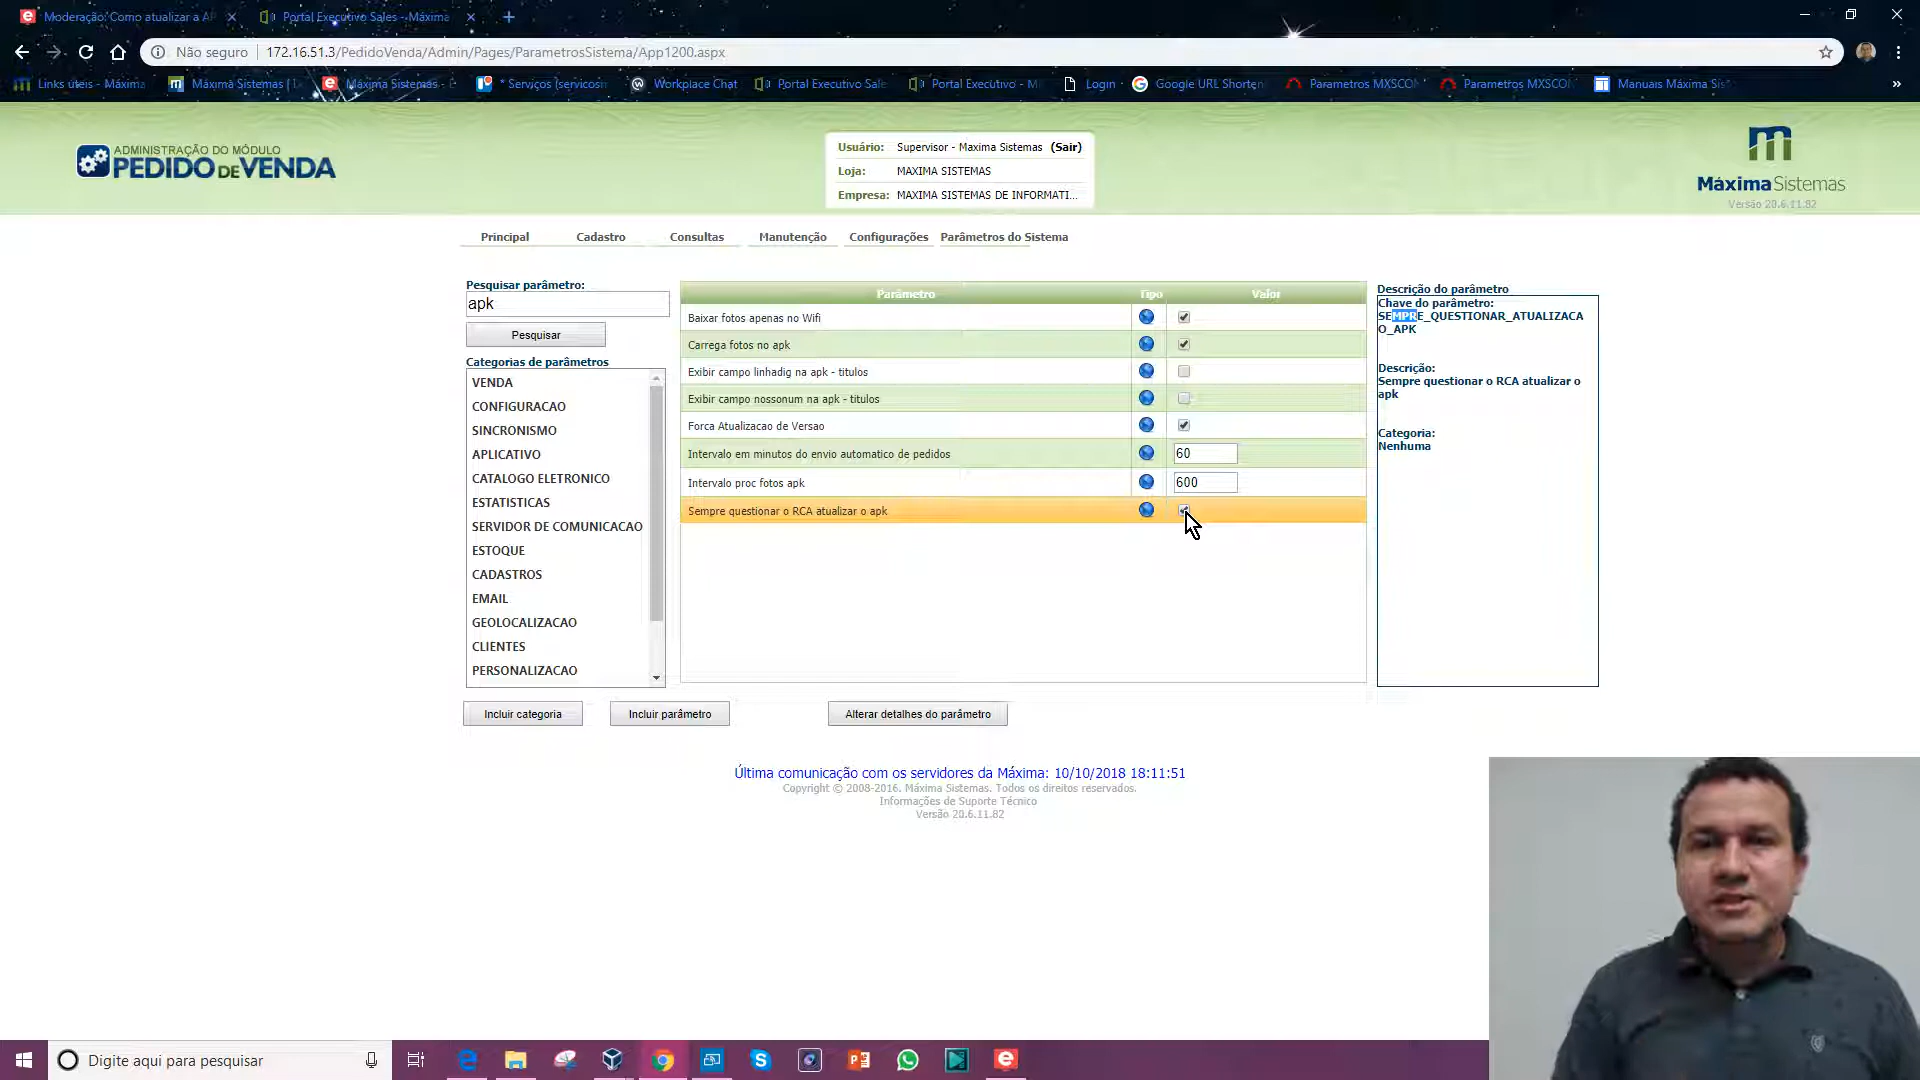 Moderação: Como atualizar a AP
Portal Executivo Sales - Máxima
Não seguro
172.16.51.3/PedidoVenda/Admin/Pages/ParametrosSistema/App1200.aspx
Links úteis - Máxima
Máxima Sistemas | 
Máxima Sistemas - E
* Serviços (servicosm
Workplace Chat
Portal Executivo Sale
Portal Executivo - M
Login
Google URL Shorten
Parametros MXSCOM
Parametros MXSCOM
Manuais Máxima Sis
ADMINISTRAÇÃO DO MÓDULO
PEDIDO DE VENDA
Usuário: Supervisor - Maxima Sistemas (Sair)
Loja: MAXIMA SISTEMAS
Empresa: MAXIMA SISTEMAS DE INFORMATI...
MáximaSistemas
Versão 20.6.11.82
Principal Cadastro Consultas Manutenção Configurações Parâmetros do Sistema
Pesquisar parâmetro:
apk
Pesquisar
Categorias de parâmetros
VENDA
CONFIGURACAO
SINCRONISMO
APLICATIVO
CATALOGO ELETRONICO
ESTATISTICAS
SERVIDOR DE COMUNICACAO
ESTOQUE
CADASTROS
EMAIL
GEOLOCALIZACAO
CLIENTES
PERSONALIZACAO
Parâmetro Tipo Valor
Baixar fotos apenas no Wifi
Carrega fotos no apk
Exibir campo linhadig na apk - titulos
Exibir campo nossonum na apk - titulos
Forca Atualizacao de Versao
Intervalo em minutos do envio automatico de pedidos 60
Intervalo proc fotos apk 600
Sempre questionar o RCA atualizar o apk
Descrição do parâmetro
Chave do parâmetro:
SEMPRE_QUESTIONAR_ATUALIZACA
O_APK
Descrição:
Sempre questionar o RCA atualizar o
apk
Categoria:
Nenhuma
Incluir categoria
Incluir parâmetro
Alterar detalhes do parâmetro
Última comunicação com os servidores da Máxima: 10/10/2018 18:11:51
Copyright © 2008-2016. Máxima Sistemas. Todos os direitos reservados.
Informações de Suporte Técnico
Versão 20.6.11.82
Digite aqui para pesquisar